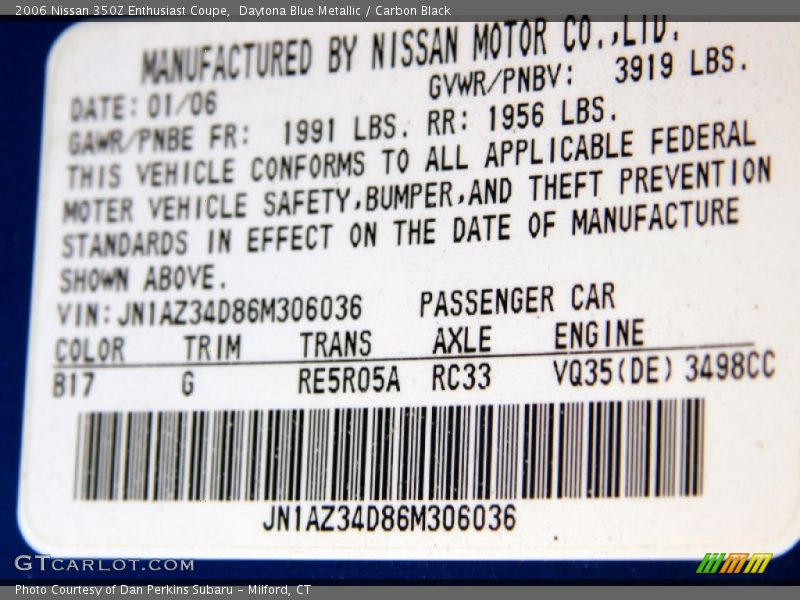 2006 Nissan 350Z Enthusiast Coupe, Daytona Blue Metallic / Carbon Black
MANUFACTURED BY NISSAN MOTOR CO.,LTD.
DATE: 01/06 GVWR/PNBV: 3919 LBS.
GAWR/PNBE FR: 1991 LBS. RR: 1956 LBS.
THIS VEHICLE CONFORMS TO ALL APPLICABLE FEDERAL
MOTER VEHICLE SAFETY,BUMPER,AND THEFT PREVENTION
STANDARDS IN EFFECT ON THE DATE OF MANUFACTURE
SHOWN ABOVE.
VIN: JN1AZ34D86M306036 PASSENGER CAR
COLOR TRIM TRANS AXLE ENGINE
B17 G RE5R05A RC33 VQ35(DE) 3498CC
JN1AZ34D86M306036
GTCARLOT.COM
Photo Courtesy of Dan Perkins Subaru - Milford, CT